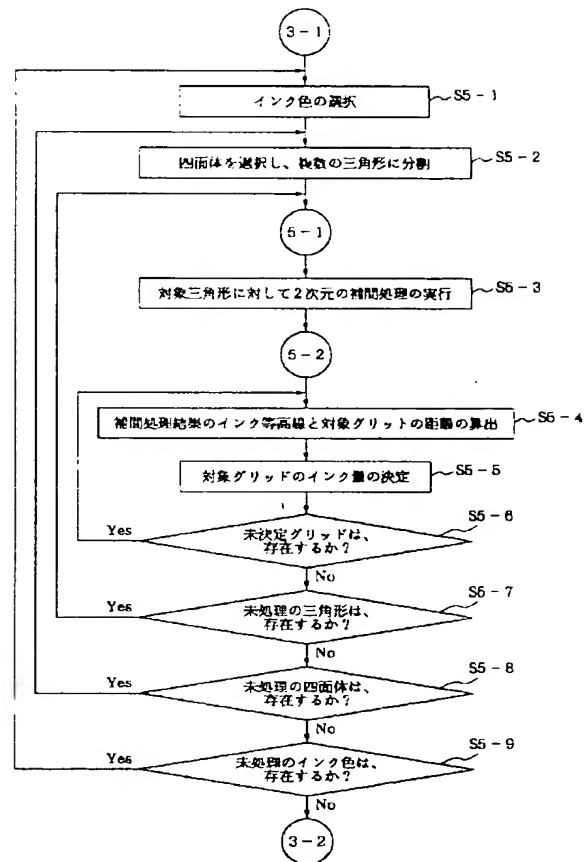 3-1
インク色の選択
S5-1
四面体を選択し、複数の三角形に分割
S5-2
5-1
対象三角形に対して2次元の補間処理の実行
S5-3
5-2
補間処理結果のインク等高線と対象グリットの距離の算出
S5-4
対象グリッドのインク量の決定
S5-5
未決定グリッドは、
存在するか？
S5-6
Yes
No
未処理の三角形は、
存在するか？
S5-7
Yes
No
未処理の四面体は、
存在するか？
S5-8
Yes
No
未処理のインク色は、
存在するか？
S5-9
Yes
No
3-2